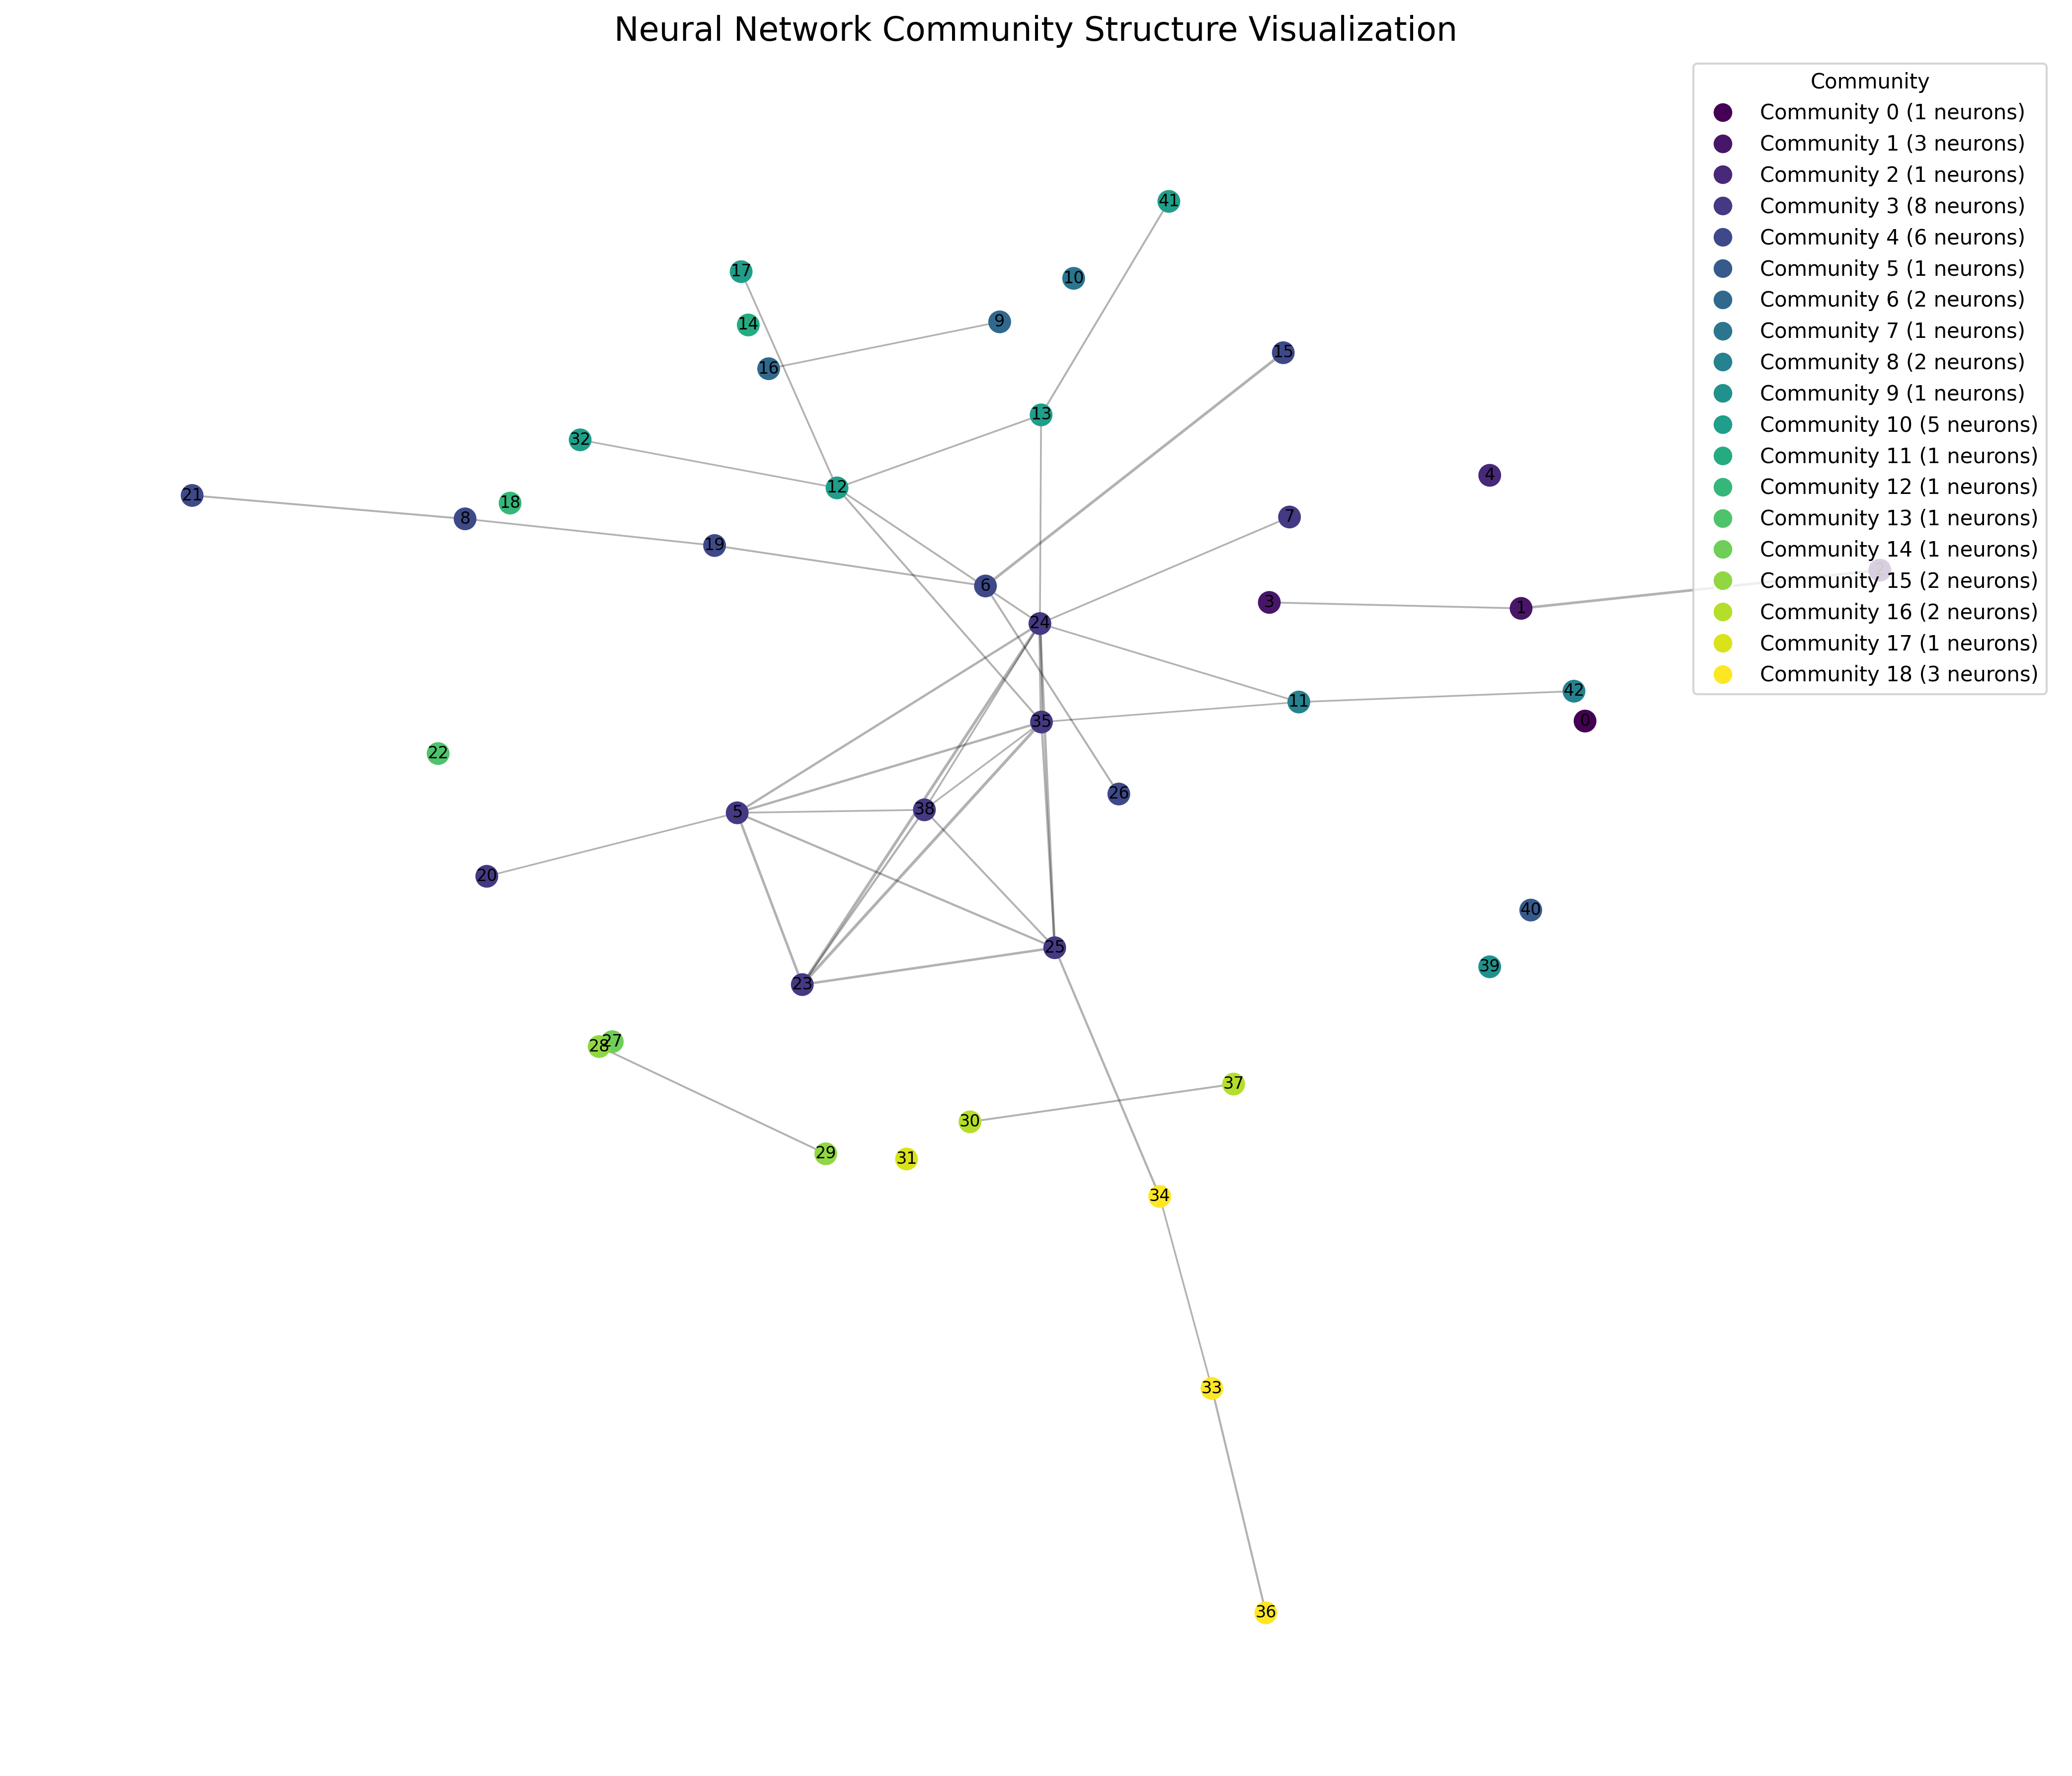 Neural Network Community Structure Visualization
Community
Community 0 (1 neurons)
Community 1 (3 neurons)
Community 2 (1 neurons)
Community 3 (8 neurons)
Community 4 (6 neurons)
Community 5 (1 neurons)
Community 6 (2 neurons)
Community 7 (1 neurons)
Community 8 (2 neurons)
Community 9 (1 neurons)
Community 10 (5 neurons)
Community 11 (1 neurons)
Community 12 (1 neurons)
Community 13 (1 neurons)
Community 14 (1 neurons)
Community 15 (2 neurons)
Community 16 (2 neurons)
Community 17 (1 neurons)
Community 18 (3 neurons)
41
17
10
14
9
15
16
13
32
4
12
21
18
7
8
19
2
6
3
1
24
42
11
0
35
22
26
38
5
20
40
25
39
23
27
28
37
30
29
31
34
33
36